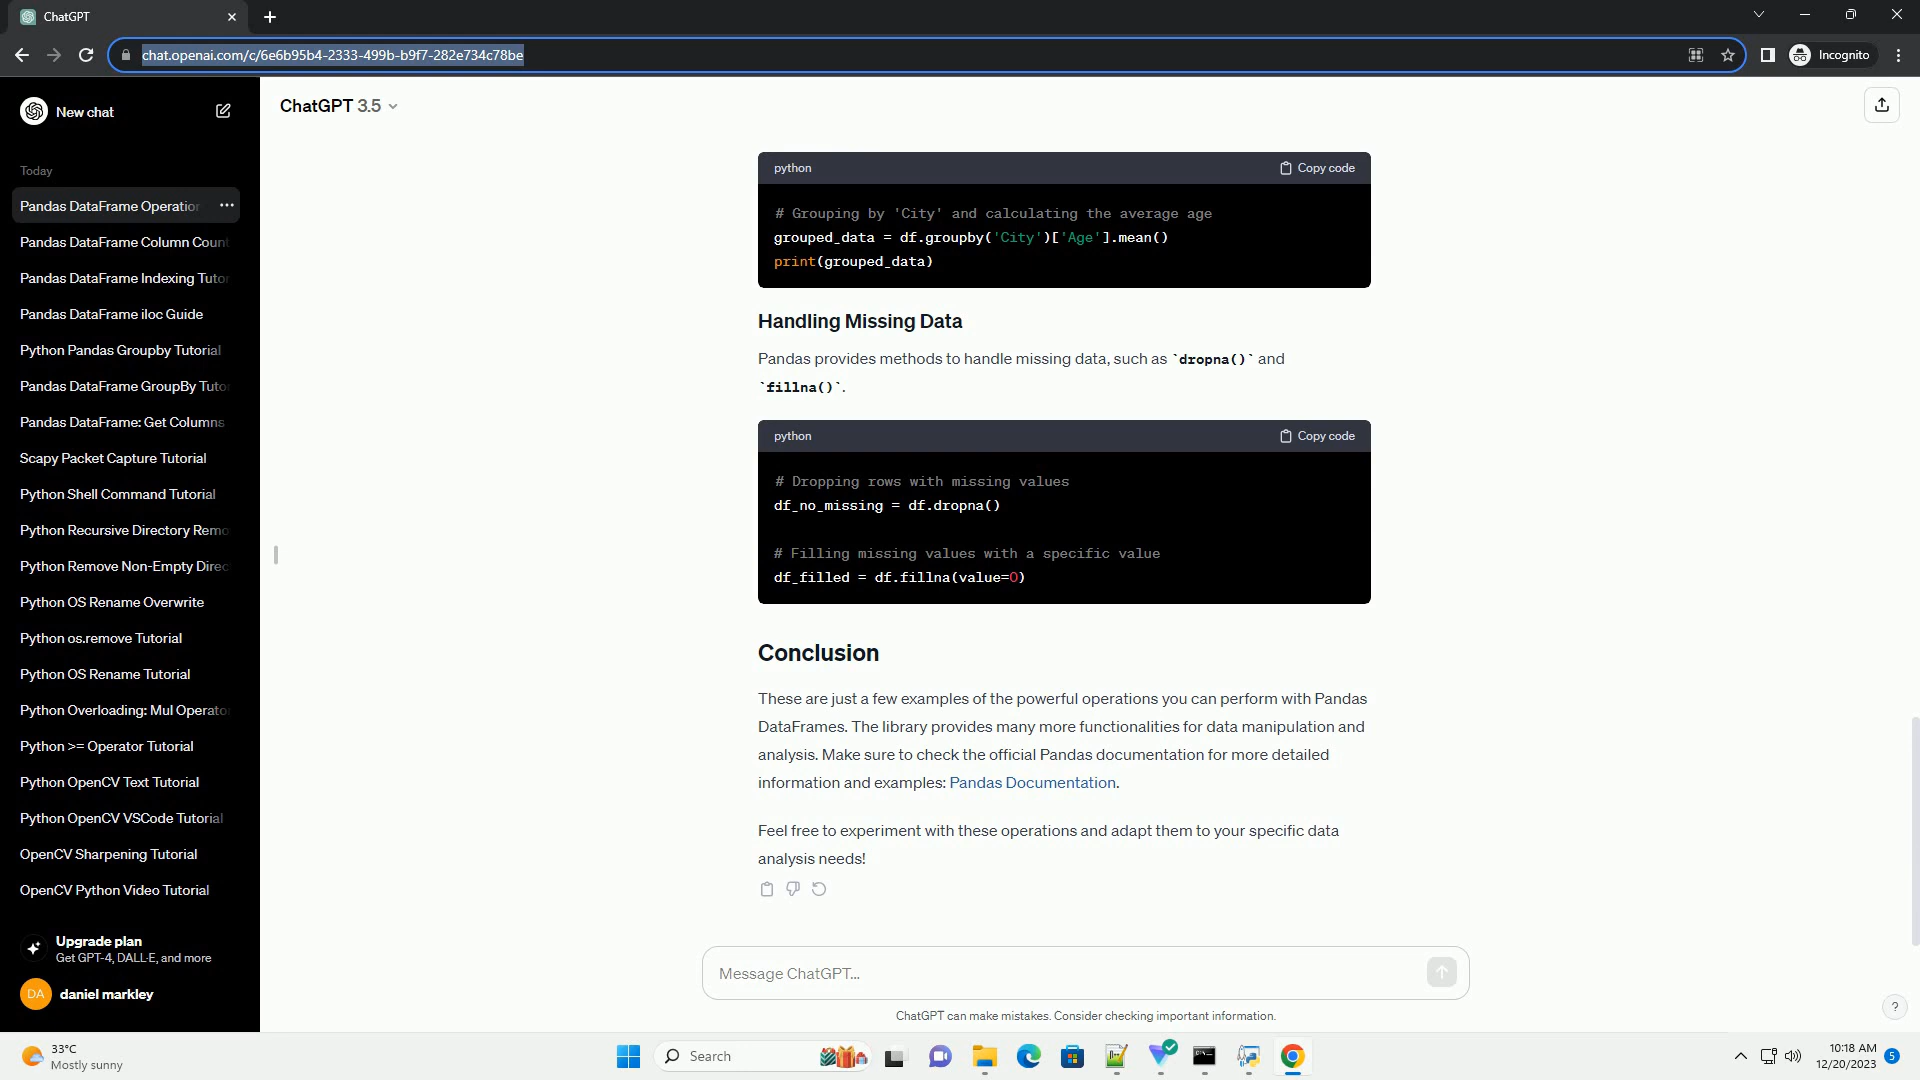 ChatGPT
chat.openai.com/c/6e6b95b4-2333-499b-b9f7-282e734c78be
Incognito
New chat
Today
Pandas DataFrame Operation
Pandas DataFrame Column Count
Pandas DataFrame Indexing Tutor
Pandas DataFrame iloc Guide
Python Pandas Groupby Tutorial
Pandas DataFrame GroupBy Tutor
Pandas DataFrame: Get Columns
Scapy Packet Capture Tutorial
Python Shell Command Tutorial
Python Recursive Directory Remo
Python Remove Non-Empty Direc
Python OS Rename Overwrite
Python os.remove Tutorial
Python OS Rename Tutorial
Python Overloading: Mul Operator
Python >= Operator Tutorial
Python OpenCV Text Tutorial
Python OpenCV VSCode Tutorial
OpenCV Sharpening Tutorial
OpenCV Python Video Tutorial
Upgrade plan
Get GPT-4, DALL·E, and more
DA daniel markley
ChatGPT 3.5
python Copy code
# Grouping by 'City' and calculating the average age
grouped_data = df.groupby('City')['Age'].mean()
print(grouped_data)
Handling Missing Data
Pandas provides methods to handle missing data, such as `dropna()` and
`fillna()`.
python Copy code
# Dropping rows with missing values
df_no_missing = df.dropna()
# Filling missing values with a specific value
df_filled = df.fillna(value=0)
Conclusion
These are just a few examples of the powerful operations you can perform with Pandas
DataFrames. The library provides many more functionalities for data manipulation and
analysis. Make sure to check the official Pandas documentation for more detailed
information and examples: Pandas Documentation.
Feel free to experiment with these operations and adapt them to your specific data
analysis needs!
Message ChatGPT...
ChatGPT can make mistakes. Consider checking important information.
?
33°C
Mostly sunny
Search
10:18 AM
12/20/2023
5